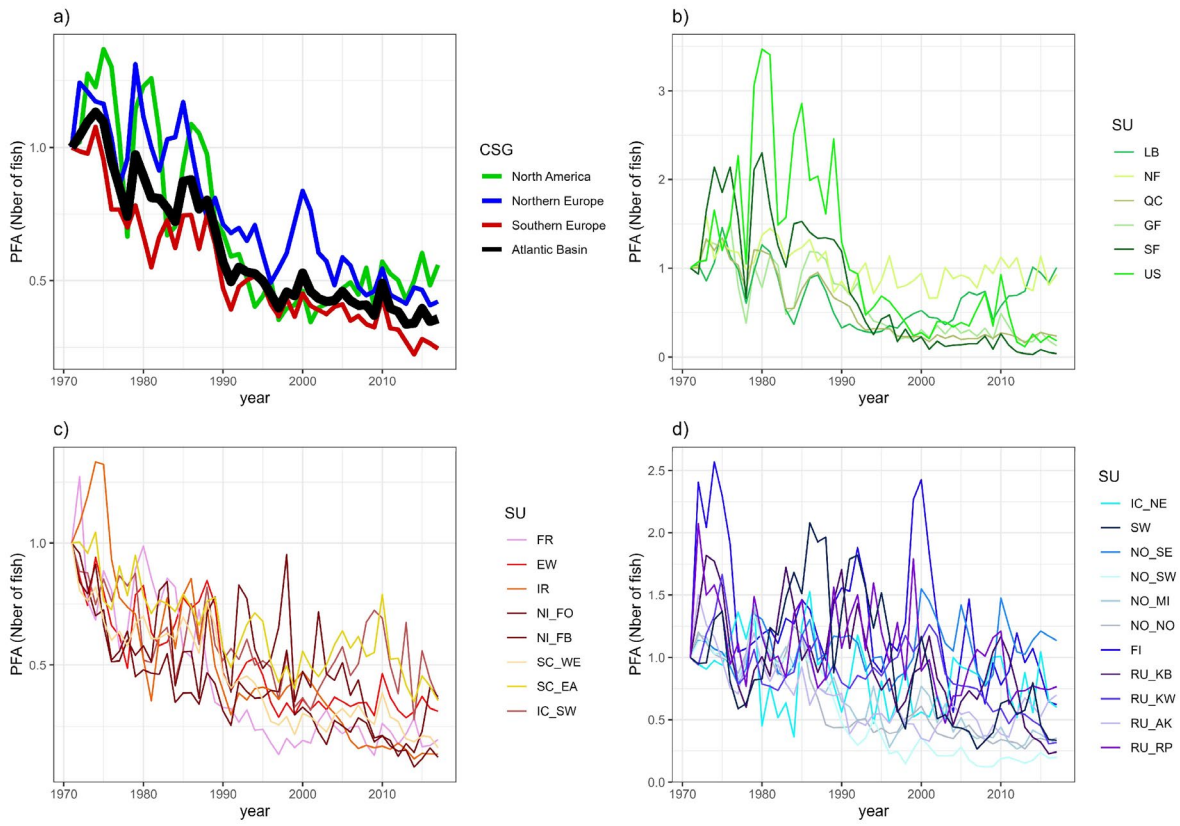 a)
PFA (Nber of fish)
1.0
0.5
1970 1980 1990 2000 2010
year
CSG
North America
Northern Europe
Southern Europe
Atlantic Basin
b)
PFA (Nber of fish)
3
2
1
0
1970 1980 1990 2000 2010
year
SU
LB
NF
QC
GF
SF
US
c)
PFA (Nber of fish)
1.0
0.5
1970 1980 1990 2000 2010
year
SU
FR
EW
IR
NI_FO
NI_FB
SC_WE
SC_EA
IC_SW
d)
PFA (Nber of fish)
2.5
2.0
1.5
1.0
0.5
0.0
1970 1980 1990 2000 2010
year
SU
IC_NE
SW
NO_SE
NO_SW
NO_MI
NO_NO
FI
RU_KB
RU_KW
RU_AK
RU_RP